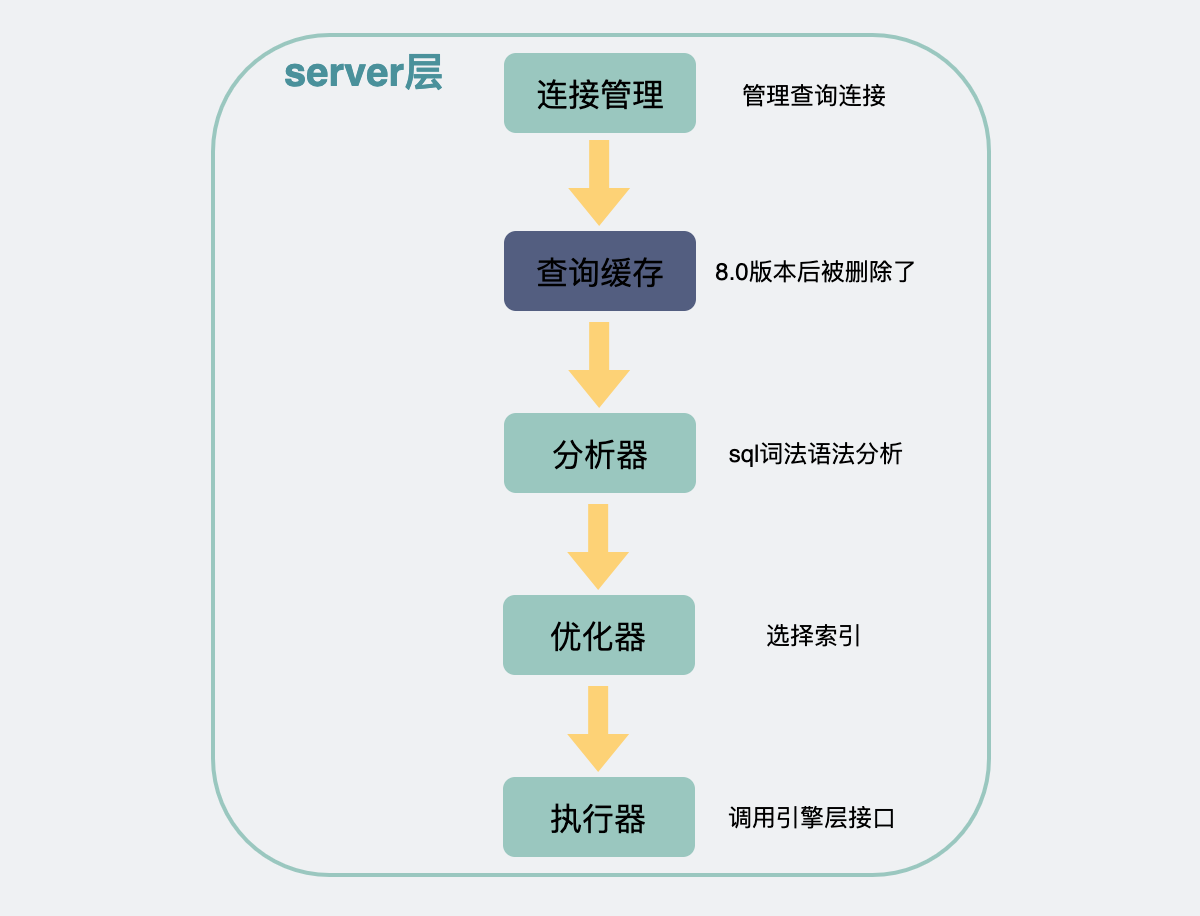 server层
连接管理
管理查询连接
查询缓存
8.0版本后被删除了
分析器
sql词法语法分析
优化器
选择索引
执行器
调用引擎层接口